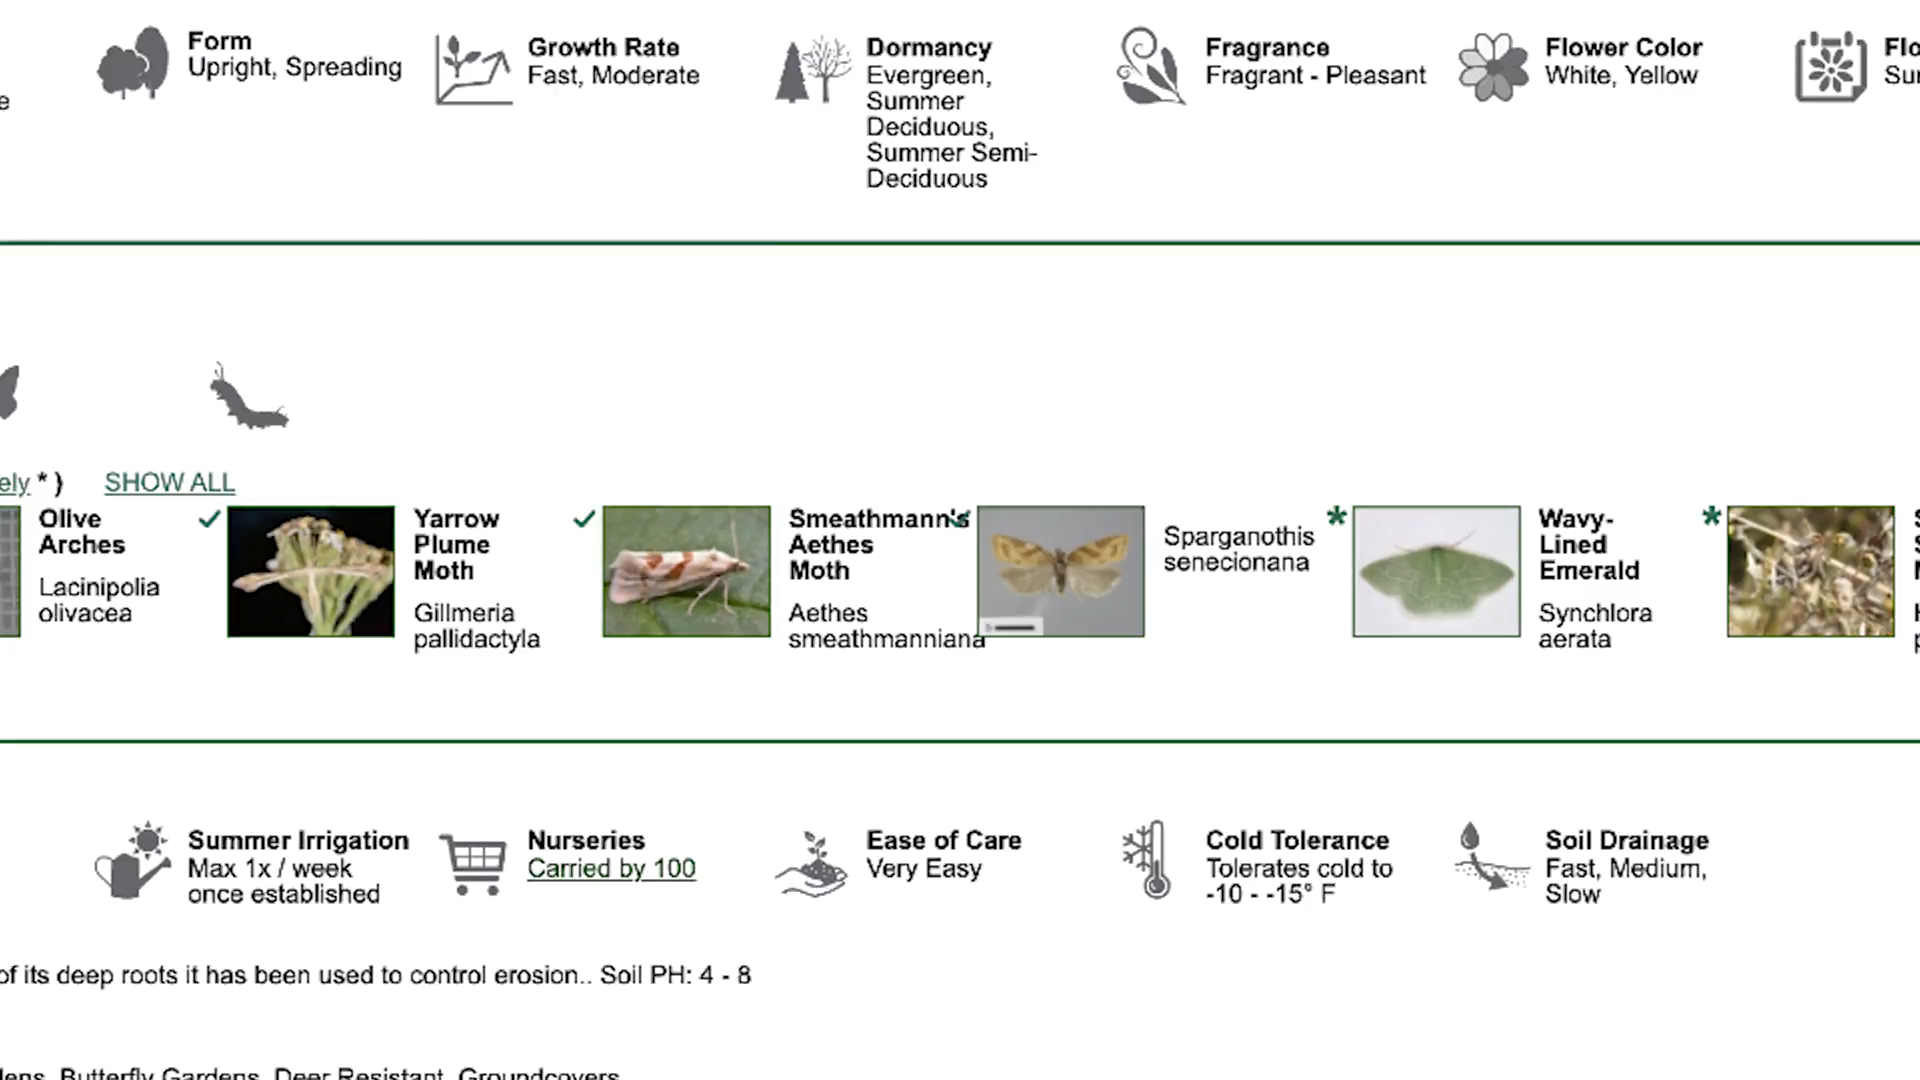 Form
Upright, Spreading
Growth Rate
Fast, Moderate
Dormancy
Evergreen,
Summer
Deciduous,
Summer Semi-
Deciduous
Fragrance
Fragrant - Pleasant
Flower Color
White, Yellow
ely * )
SHOW ALL
Olive
Arches
Lacinipolia
olivacea
Yarrow
Plume
Moth
Gillmeria
pallidactyla
Smeathmann's
Aethes
Moth
Aethes
smeathmanniana
Sparganothis
senecionana
*
Wavy-
Lined
Emerald
Synchlora
aerata
*
Summer Irrigation
Max 1x / week
once established
Nurseries
Carried by 100
Ease of Care
Very Easy
Cold Tolerance
Tolerates cold to
-10 - -15° F
Soil Drainage
Fast, Medium,
Slow
of its deep roots it has been used to control erosion.. Soil PH: 4 - 8
Butterfly Gardens, Deer Resistant, Groundcovers